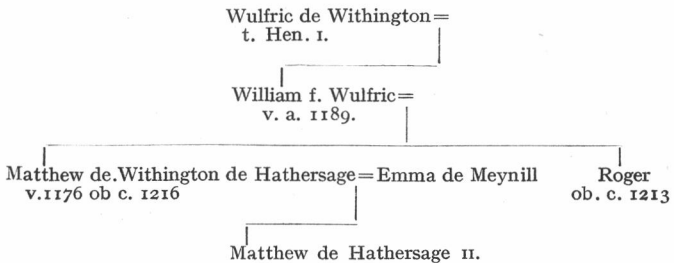 Wulfric de Withington=
t. Hen. I.
William f. Wulfric=
v. a. 1189.
Matthew de.Withington de Hathersage=Emma de Meynill Roger
v.1176 ob c. 1216 ob. c. 1213
Matthew de Hathersage II.